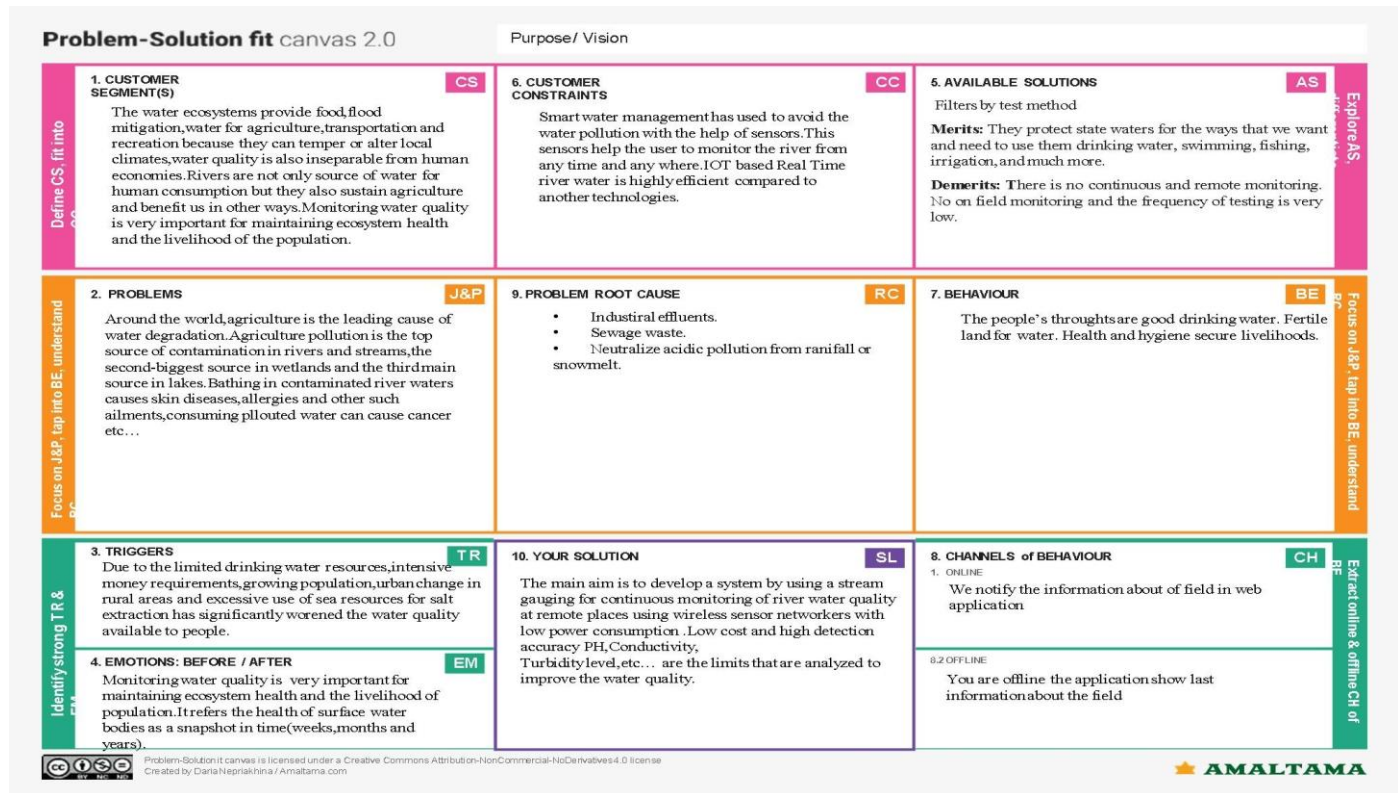 Problem-Solution fit canvas 2.0
Purpose/ Vision
Define CS, fit into
1. CUSTOMER
SEGMENT(S)
CS
The water ecosystems provide food,flood
mitigation,water for agriculture,transportation and
recreation because they can temper or alter local
climates,water quality is also inseparable from human
economies.Rivers are not only source of water for
human consumption but they also sustain agriculture
and benefit us in other ways.Monitoring water quality
is very important for maintaining ecosystem health
and the livelihood of the population.
6. CUSTOMER
CONSTRAINTS
CC
Smart water management has used to avoid the
water pollution with the help of sensors.This
sensors help the user to monitor the river from
any time and any where.IOT based Real Time
river water is highly efficient compared to
another technologies.
5. AVAILABLE SOLUTIONS
AS
Filters by test method
Merits: They protect state waters for the ways that we want
and need to use them drinking water, swimming, fishing,
irrigation, and much more.
Demerits: There is no continuous and remote monitoring.
No on field monitoring and the frequency of testing is very
low.
Explore AS,
Focus on J&P, tap into BE, understand
2. PROBLEMS
J&P
Around the world,agriculture is the leading cause of
water degradation.Agriculture pollution is the top
source of contamination in rivers and streams,the
second-biggest source in wetlands and the third main
source in lakes.Bathing in contaminated river waters
causes skin diseases,allergies and other such
ailments,consuming pllouted water can cause cancer
etc…
9. PROBLEM ROOT CAUSE
RC
• Industiral effluents.
• Sewage waste.
• Neutralize acidic pollution from ranifall or
snowmelt.
7. BEHAVIOUR
BE
The people's throughts are good drinking water. Fertile
land for water. Health and hygiene secure livelihoods.
Focus on J&P, tap into BE, understand
Identify strong TR &
3. TRIGGERS
TR
Due to the limited drinking water resources,intensive
money requirements,growing population,urban change in
rural areas and excessive use of sea resources for salt
extraction has significantly worened the water quality
available to people.
4. EMOTIONS: BEFORE / AFTER
EM
Monitoring water quality is very important for
maintaining ecosystem health and the livelihood of
population.It refers the health of surface water
bodies as a snapshot in time(weeks,months and
years).
10. YOUR SOLUTION
SL
The main aim is to develop a system by using a stream
gauging for continuous monitoring of river water quality
at remote places using wireless sensor networkers with
low power consumption .Low cost and high detection
accuracy PH,Conductivity,
Turbidity level,etc… are the limits that are analyzed to
improve the water quality.
8. CHANNELS of BEHAVIOUR
CH
1. ONLINE
We notify the information about of field in web
application
8.2 OFFLINE
You are offline the application show last
information about the field
Extract online & offline CH of
BE
cc BY NC ND
Problem-Solution it canvas is licensed under a Creative Commons Attribution-NonCommercial-NoDerivatives 4.0 license
Created by Daria Nepriakhina / Amaltama.com
AMALTAMA